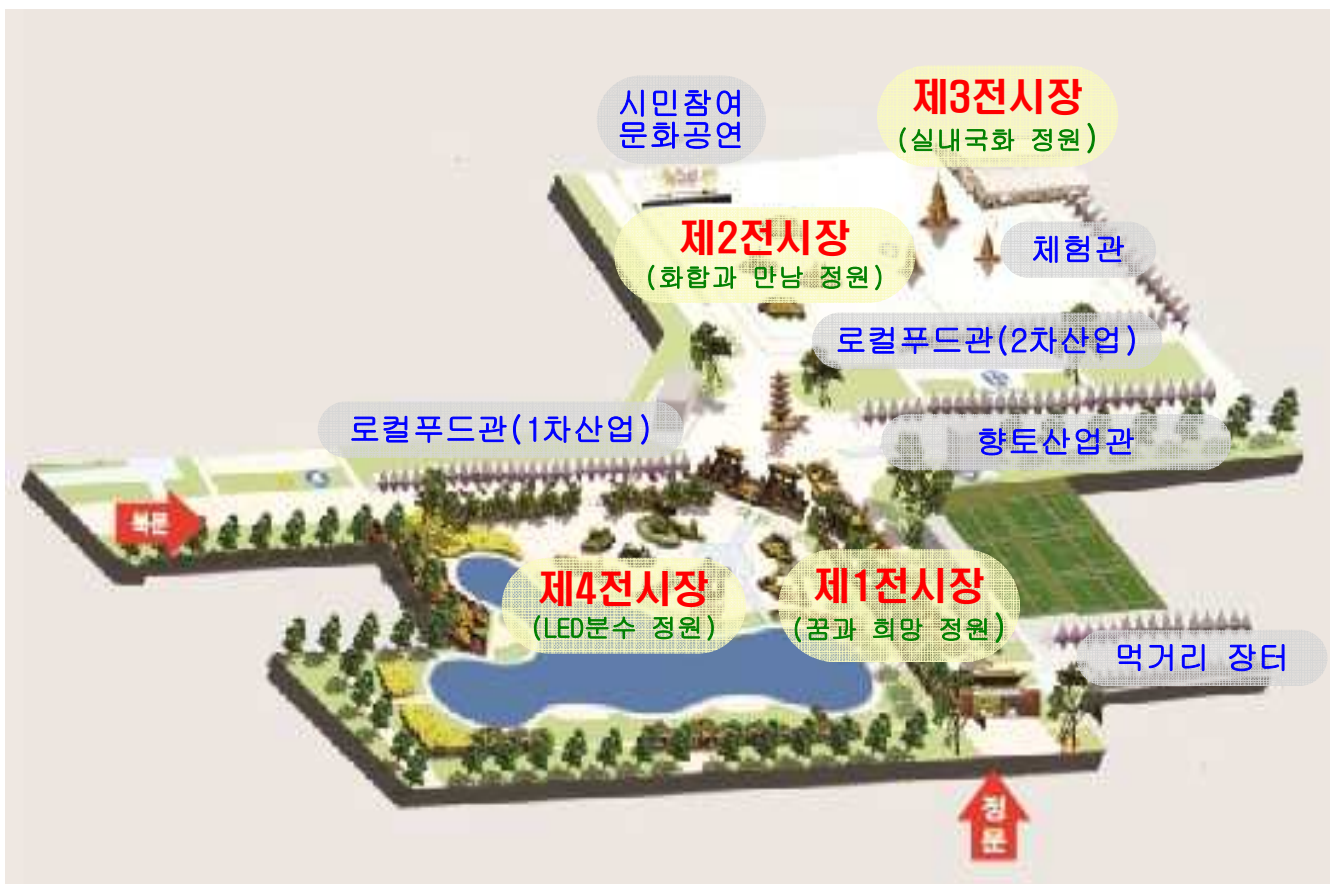 시민참여
문화공연
제3전시장
(실내국화 정원)
제2전시장
(화합과 만남 정원)
체험관
로컬푸드관(2차산업)
로컬푸드관(1차산업)
향토산업관
제4전시장
(LED분수 정원)
제1전시장
(꿈과 희망 정원)
먹거리 장터
정문